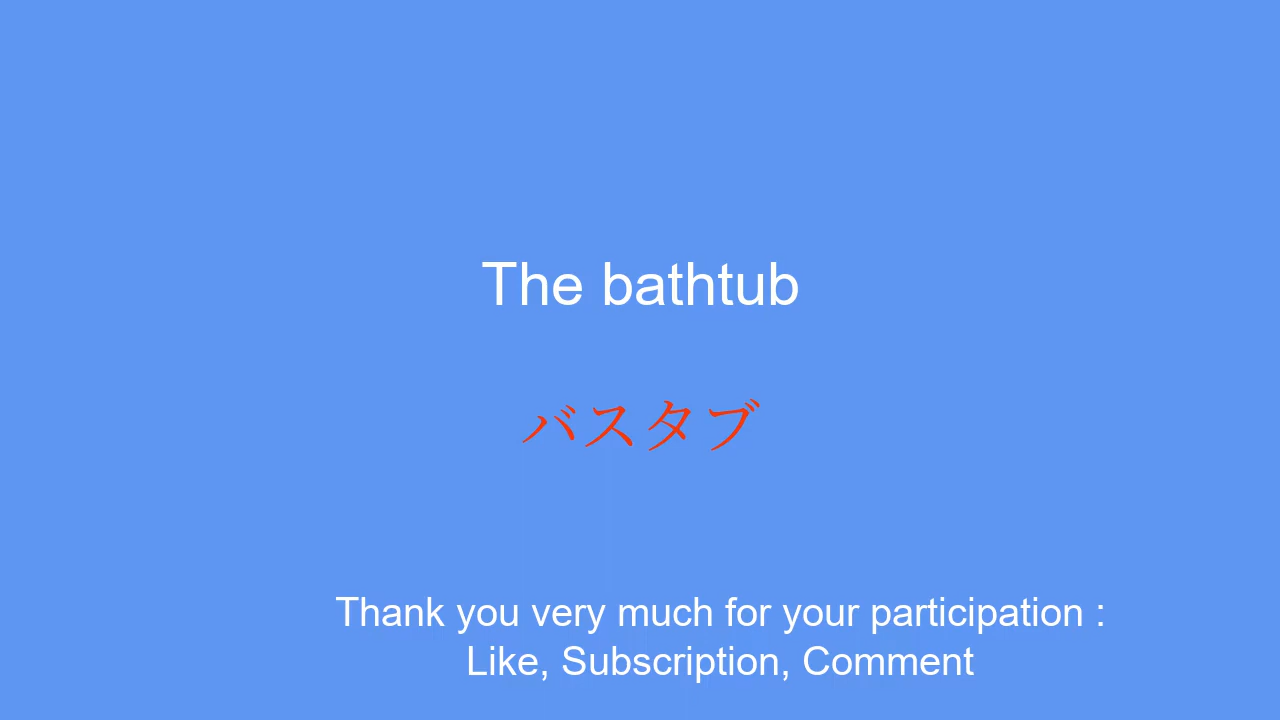 The bathtub
バスタブ
Thank you very much for your participation :
Like, Subscription, Comment